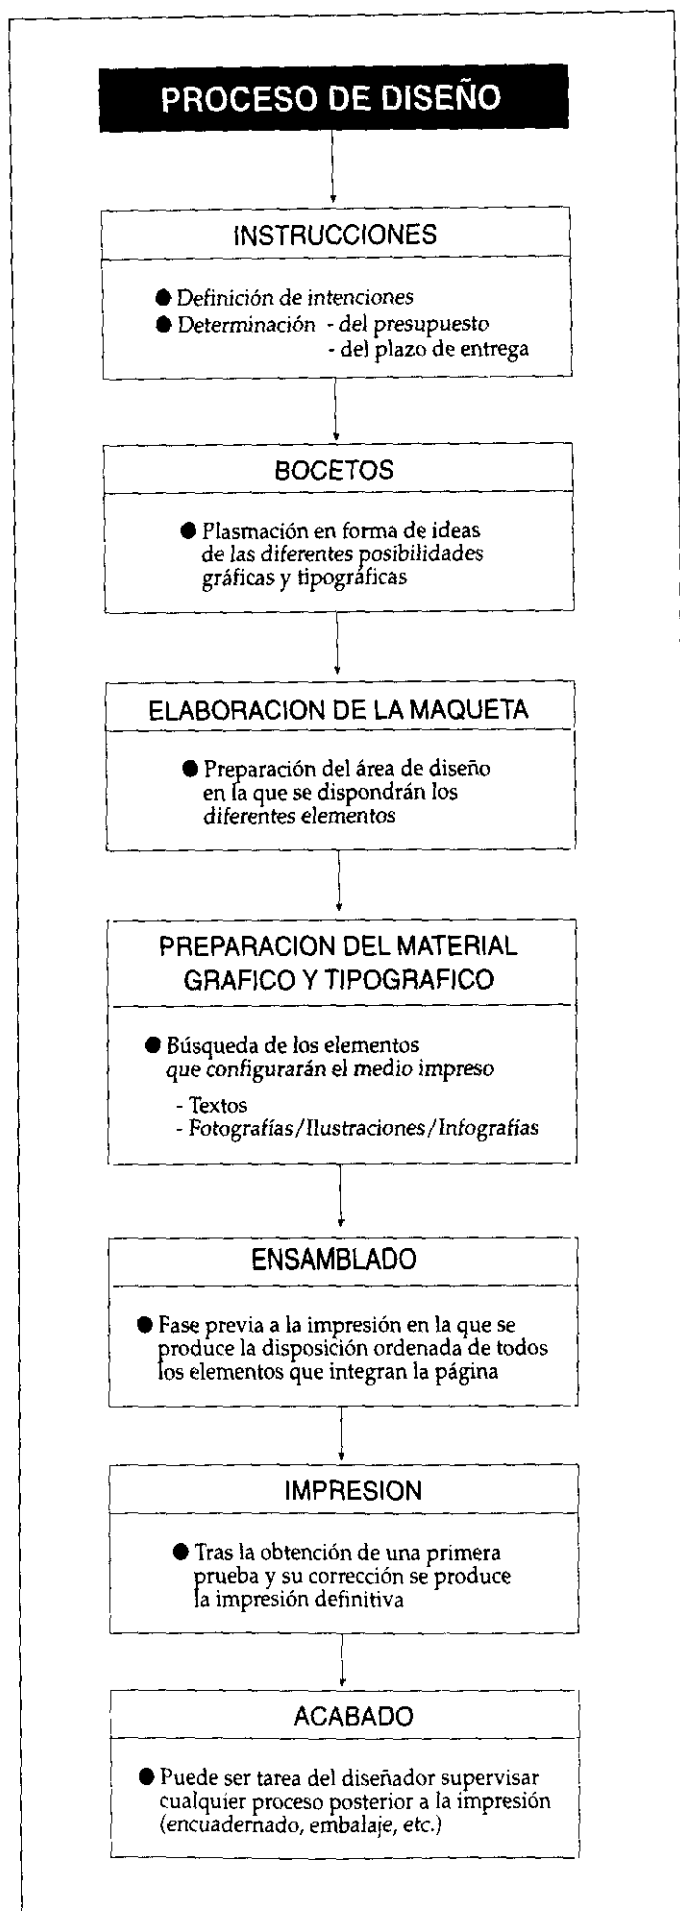 PROCESO DE DISEÑO
INSTRUCCIONES
● Definición de intenciones
● Determinación - del presupuesto
- del plazo de entrega
BOCETOS
● Plasmación en forma de ideas
de las diferentes posibilidades
gráficas y tipográficas
ELABORACION DE LA MAQUETA
● Preparación del área de diseño
en la que se dispondrán los
diferentes elementos
PREPARACION DEL MATERIAL
GRAFICO Y TIPOGRAFICO
● Búsqueda de los elementos
que configurarán el medio impreso
- Textos
- Fotografías/Ilustraciones/Infografías
ENSAMBLADO
● Fase previa a la impresión en la que se
produce la disposición ordenada de todos
los elementos que integran la página
IMPRESION
● Tras la obtención de una primera
prueba y su corrección se produce
la impresión definitiva
ACABADO
● Puede ser tarea del diseñador supervisar
cualquier proceso posterior a la impresión
(encuadernado, embalaje, etc.)